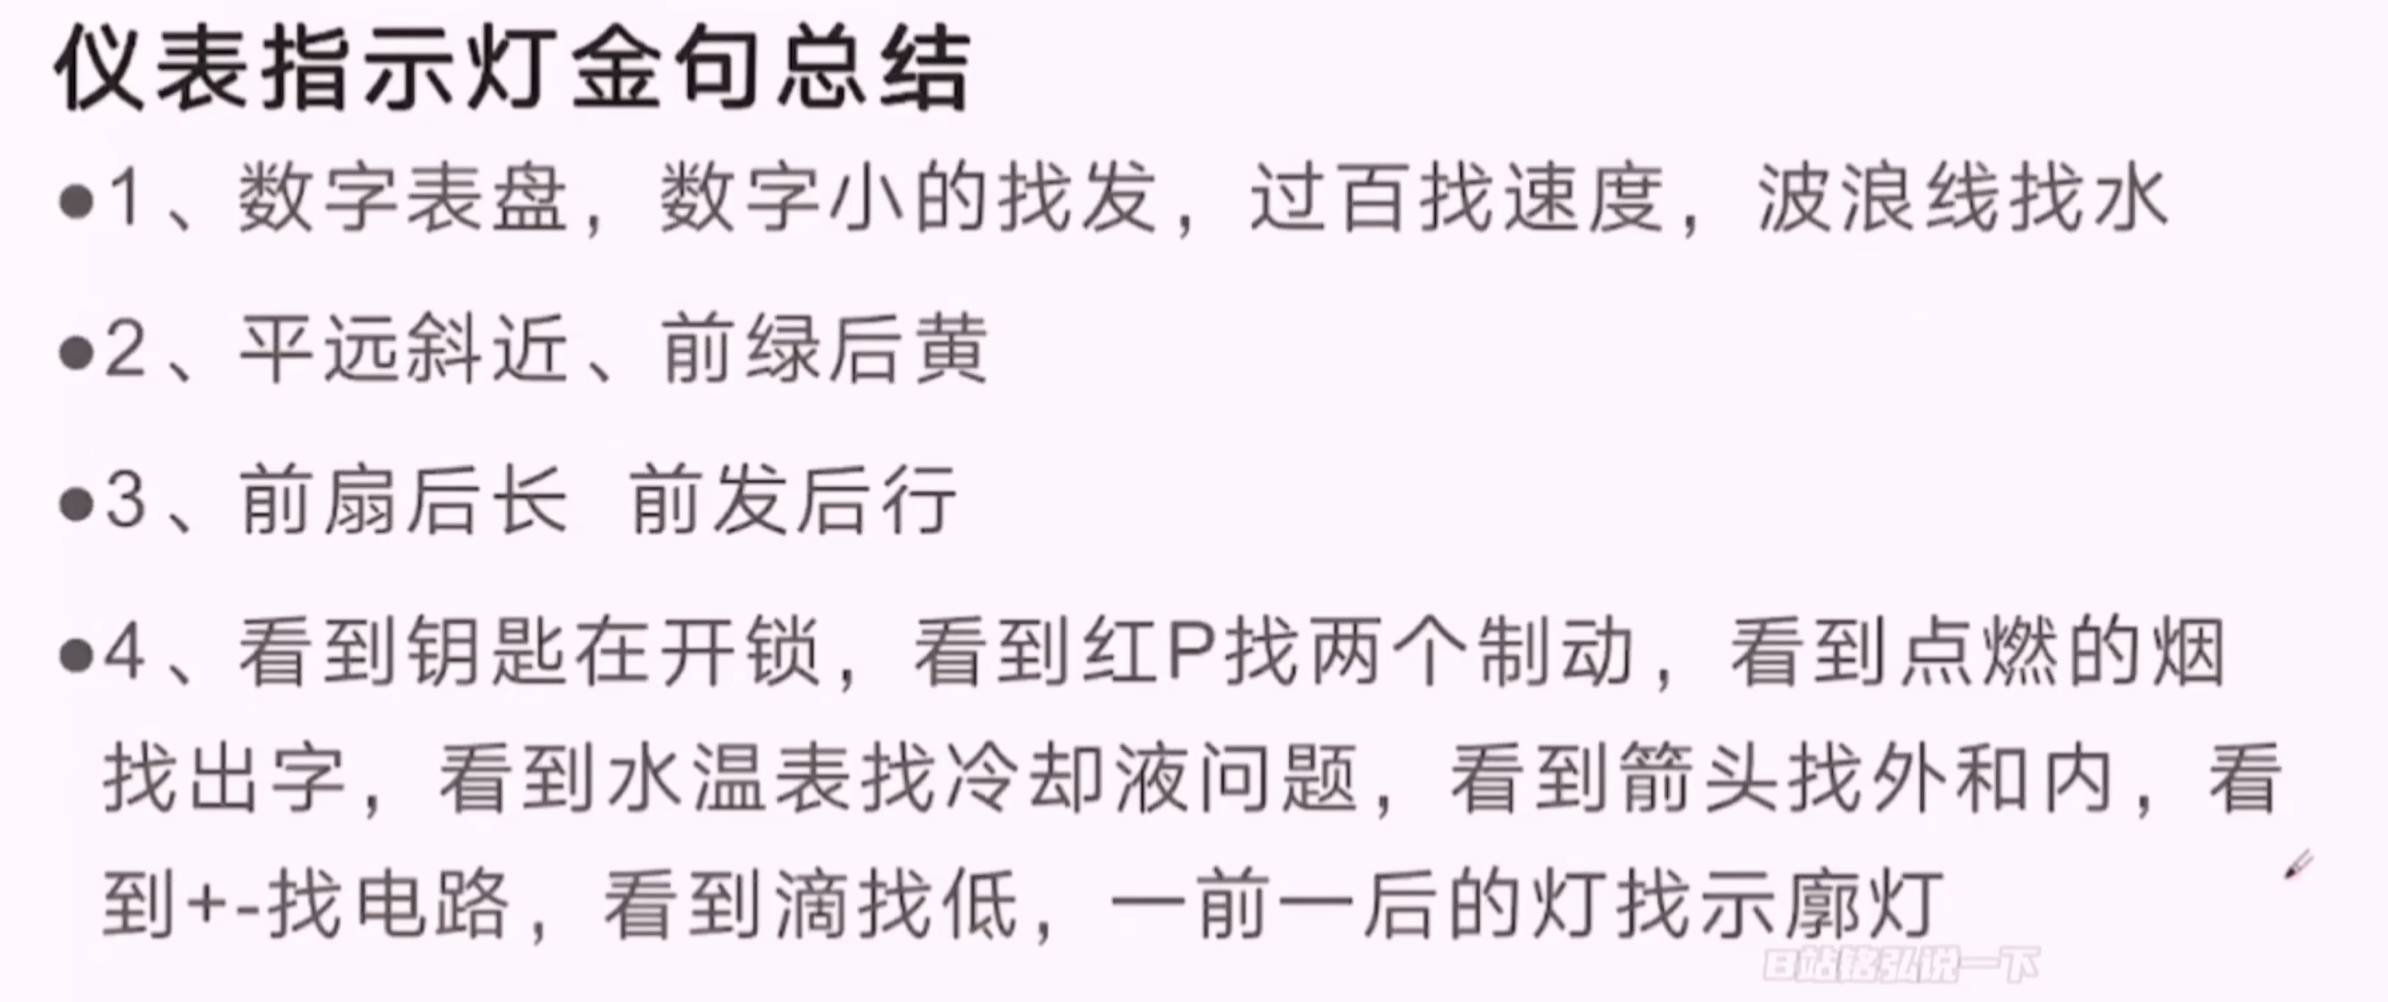 仪表指示灯金句总结
●1、数字表盘，数字小的找发，过百找速度，波浪线找水
●2、平远斜近、前绿后黄
●3、前扇后长 前发后行
●4、看到钥匙在开锁，看到红P找两个制动，看到点燃的烟
找出字，看到水温表找冷却液问题，看到箭头找外和内，看
到+-找电路，看到滴找低，一前一后的灯找示廓灯
B站铭弘说一下